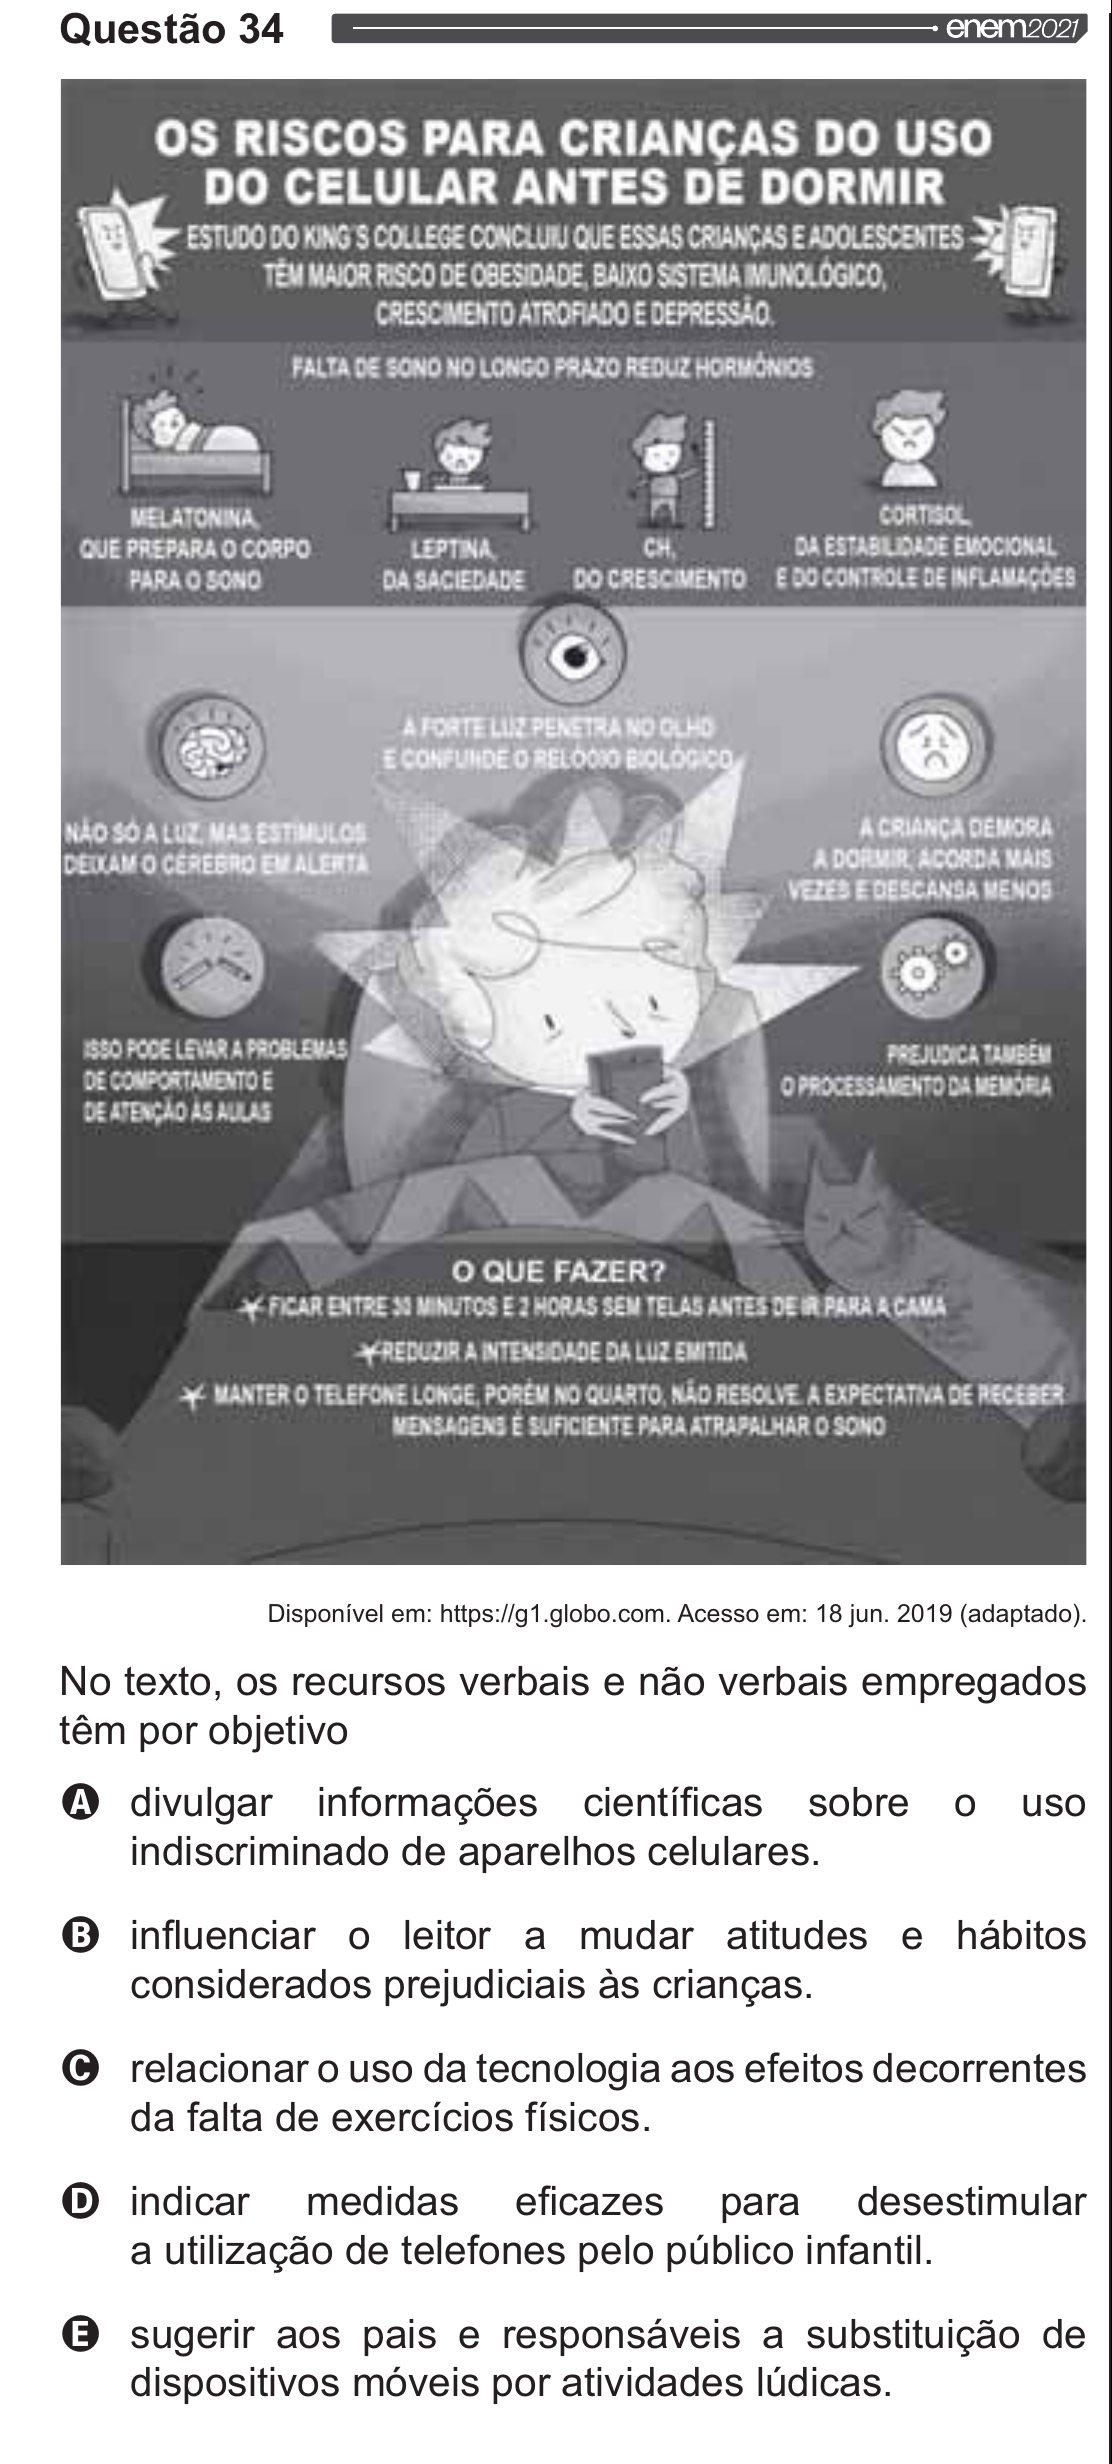 Questão 34
enem2021
OS RISCOS PARA CRIANÇAS DO USO
DO CELULAR ANTES DE DORMIR
ESTUDO DO KING'S COLLEGE CONCLUIU QUE ESSAS CRIANÇAS E ADOLESCENTES
TÊM MAIOR RISCO DE OBESIDADE, BAIXO SISTEMA IMUNOLÓGICO,
CRESCIMENTO ATROFIADO E DEPRESSÃO.
FALTA DE SONO NO LONGO PRAZO REDUZ HORMÔNIOS
MELATONINA,
QUE PREPARA O CORPO
PARA O SONO
LEPTINA,
DA SACIEDADE
CH,
DO CRESCIMENTO
CORTISOL,
DA ESTABILIDADE EMOCIONAL
E DO CONTROLE DE INFLAMAÇÕES
A FORTE LUZ PENETRA NO OLHO
E CONFUNDE O RELÓGIO BIOLÓGICO
NÃO SÓ A LUZ, MAS ESTÍMULOS
DEIXAM O CÉREBRO EM ALERTA
A CRIANÇA DEMORA
A DORMIR, ACORDA MAIS
VEZES E DESCANSA MENOS
ISSO PODE LEVAR A PROBLEMAS
DE COMPORTAMENTO E
DE ATENÇÃO ÀS AULAS
PREJUDICA TAMBÉM
O PROCESSAMENTO DA MEMÓRIA
O QUE FAZER?
FICAR ENTRE 30 MINUTOS E 2 HORAS SEM TELAS ANTES DE IR PARA A CAMA
REDUZIR A INTENSIDADE DA LUZ EMITIDA
MANTER O TELEFONE LONGE, PORÉM NO QUARTO, NÃO RESOLVE. A EXPECTATIVA DE RECEBER
MENSAGENS É SUFICIENTE PARA ATRAPALHAR O SONO
Disponível em: https://g1.globo.com. Acesso em: 18 jun. 2019 (adaptado).
No texto, os recursos verbais e não verbais empregados
têm por objetivo
A divulgar informações científicas sobre o uso
indiscriminado de aparelhos celulares.
B influenciar o leitor a mudar atitudes e hábitos
considerados prejudiciais às crianças.
C relacionar o uso da tecnologia aos efeitos decorrentes
da falta de exercícios físicos.
D indicar medidas eficazes para desestimular
a utilização de telefones pelo público infantil.
E sugerir aos pais e responsáveis a substituição de
dispositivos móveis por atividades lúdicas.